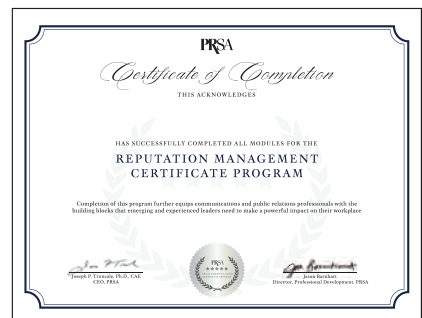 PRSA
Certificate of Completion
THIS ACKNOWLEDGES
HAS SUCCESSFULLY COMPLETED ALL MODULES FOR THE
REPUTATION MANAGEMENT
CERTIFICATE PROGRAM
Completion of this program further equips communications and public relations professionals with the
building blocks that emerging and experienced leaders need to make a powerful impact on their workplace
Joseph P. Truncale, Ph.D., CAE
CEO, PRSA
PRSA
Jason Barnhart
Director, Professional Development, PRSA